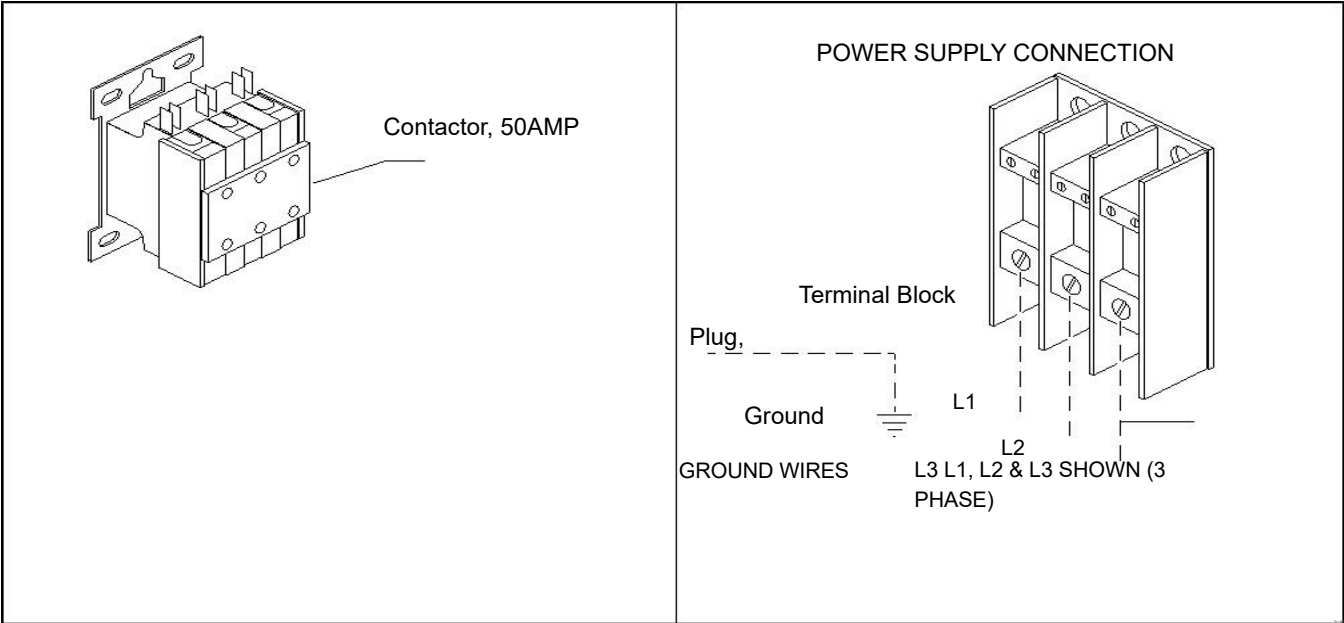 Contactor, 50AMP
POWER SUPPLY CONNECTION
Terminal Block
Plug,
L1
Ground
L2
GROUND WIRES
L3 L1, L2 & L3 SHOWN (3
PHASE)